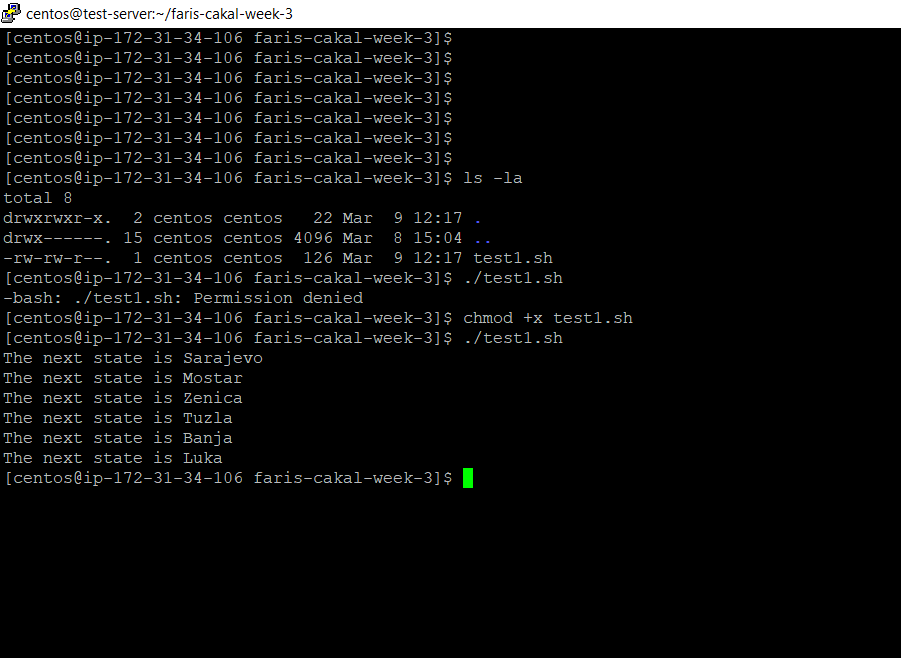 centos@test-server:~/faris-cakal-week-3
[centos@ip-172-31-34-106 faris-cakal-week-3]$
[centos@ip-172-31-34-106 faris-cakal-week-3]$
[centos@ip-172-31-34-106 faris-cakal-week-3]$
[centos@ip-172-31-34-106 faris-cakal-week-3]$
[centos@ip-172-31-34-106 faris-cakal-week-3]$
[centos@ip-172-31-34-106 faris-cakal-week-3]$
[centos@ip-172-31-34-106 faris-cakal-week-3]$
[centos@ip-172-31-34-106 faris-cakal-week-3]$ ls -la
total 8
drwxrwxr-x.  2 centos centos   22 Mar  9 12:17 .
drwx------. 15 centos centos 4096 Mar  8 15:04 ..
-rw-rw-r--.  1 centos centos  126 Mar  9 12:17 test1.sh
[centos@ip-172-31-34-106 faris-cakal-week-3]$ ./test1.sh
-bash: ./test1.sh: Permission denied
[centos@ip-172-31-34-106 faris-cakal-week-3]$ chmod +x test1.sh
[centos@ip-172-31-34-106 faris-cakal-week-3]$ ./test1.sh
The next state is Sarajevo
The next state is Mostar
The next state is Zenica
The next state is Tuzla
The next state is Banja
The next state is Luka
[centos@ip-172-31-34-106 faris-cakal-week-3]$